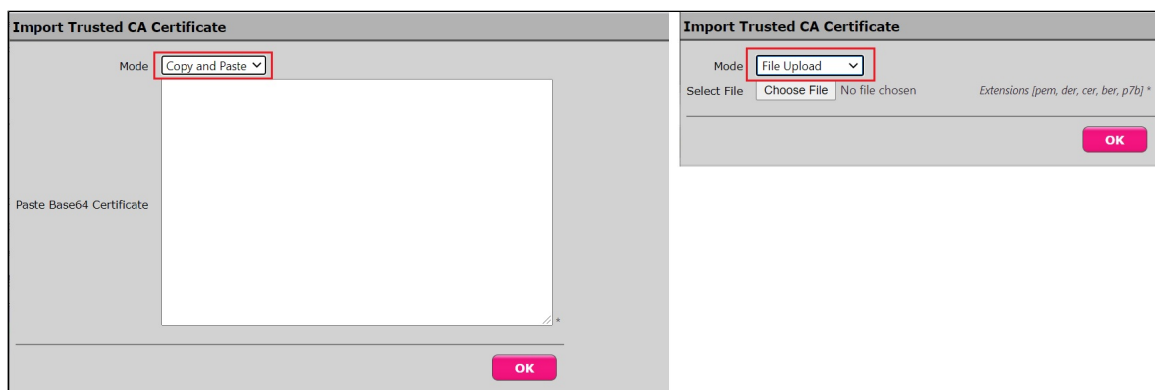 Import Trusted CA Certificate
Mode Copy and Paste
Paste Base64 Certificate
*
OK
Import Trusted CA Certificate
Mode File Upload
Select File Choose File No file chosen Extensions [pem, der, cer, ber, p7b] *
OK